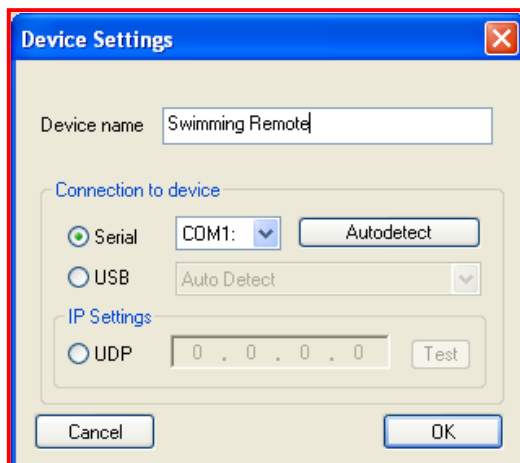 Device Settings
Device name Swimming Remote
Connection to device
Serial COM1: Autodetect
USB Auto Detect
IP Settings
UDP 0 . 0 . 0 . 0 Test
Cancel OK